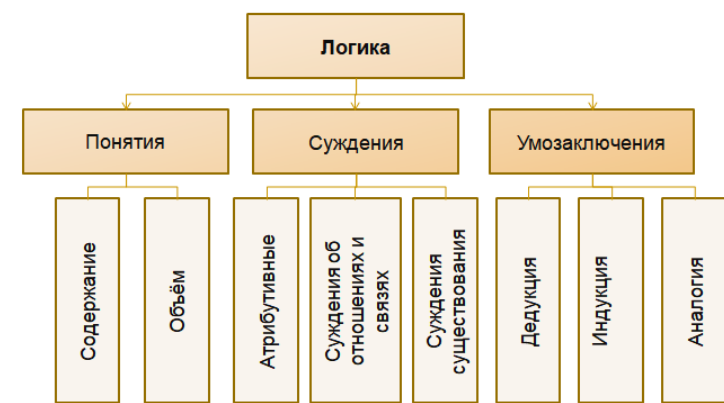 Логика
Понятия
Суждения
Умозаключения
Содержание
Объём
Атрибутивные
Суждения об
отношениях и
связях
Суждения
существования
Дедукция
Индукция
Аналогия